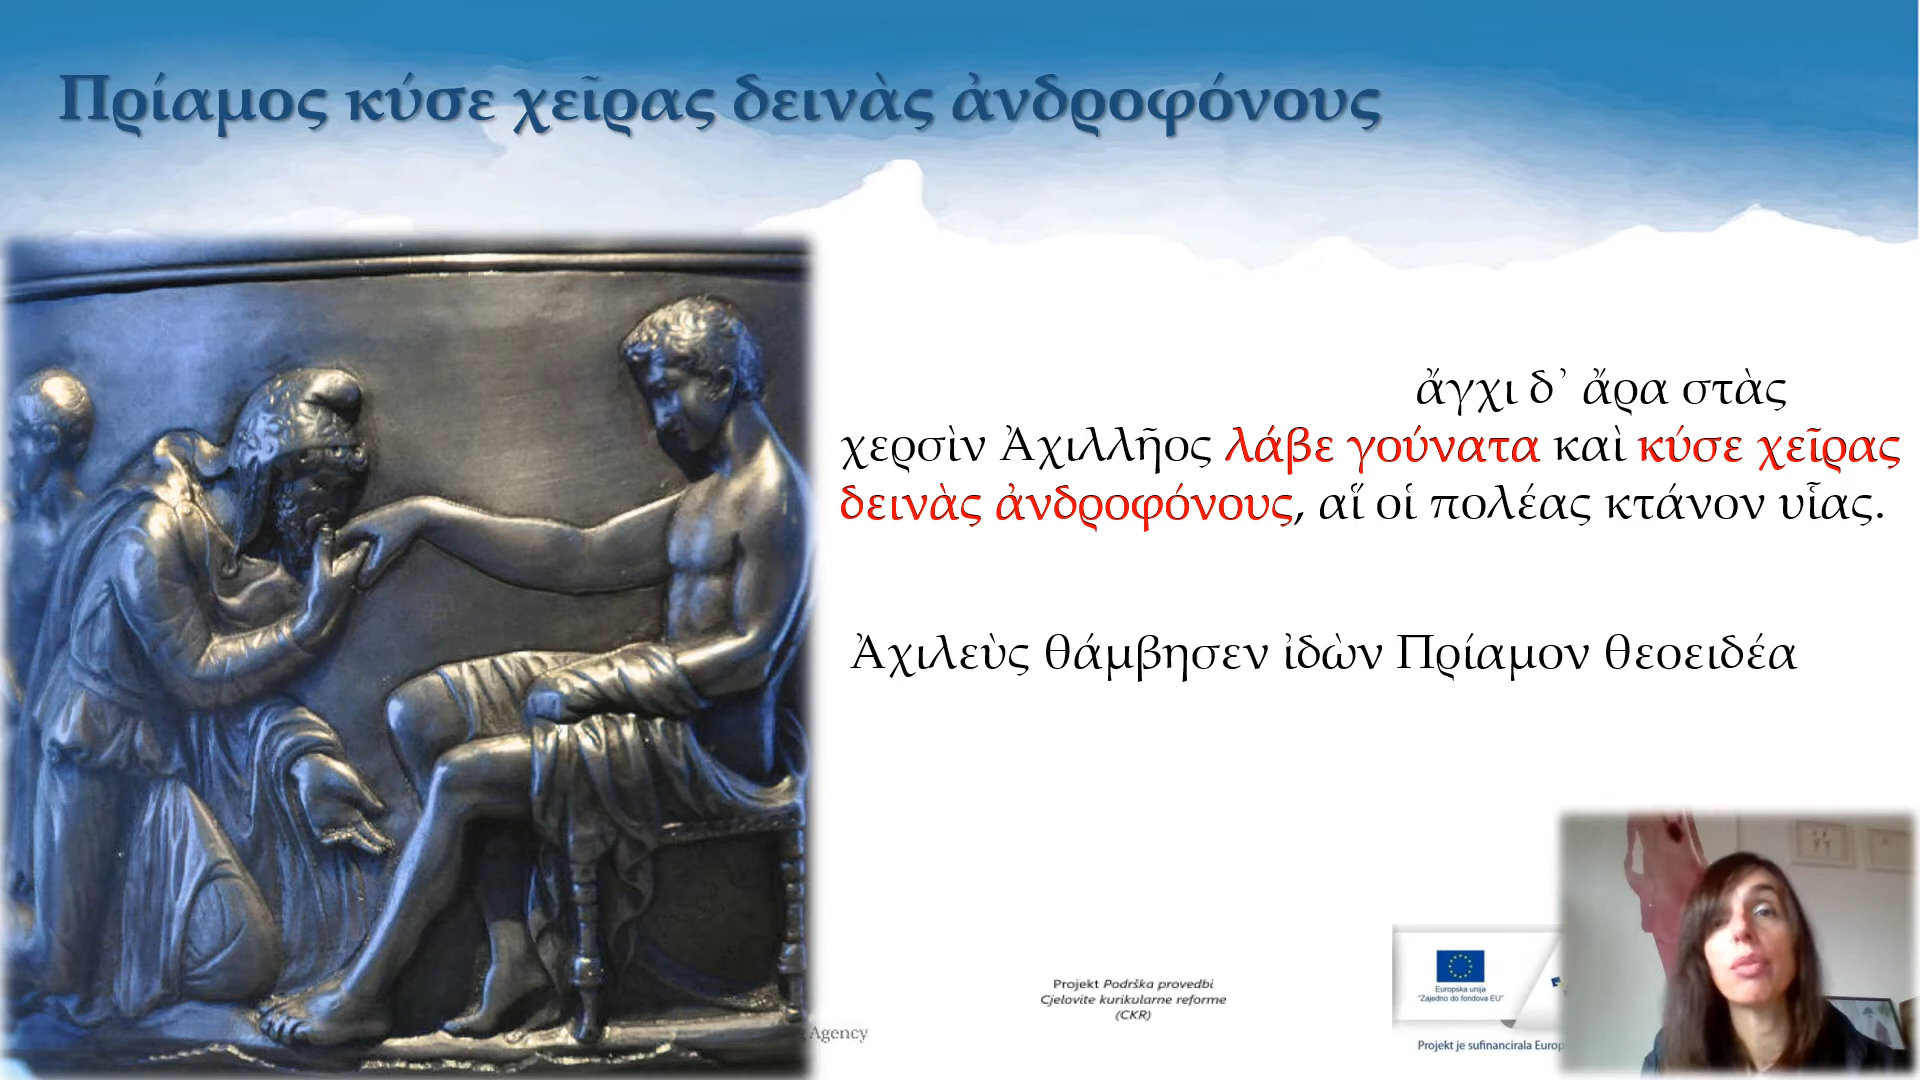 Πρίαμος κύσε χεῖρας δεινὰς ἀνδροφόνους
ἄγχι δ᾽ ἄρα στὰς
χερσὶν Ἀχιλλῆος λάβε γούνατα καὶ κύσε χεῖρας
δεινὰς ἀνδροφόνους, αἵ οἱ πολέας κτάνον υἷας.
Ἀχιλεὺς θάμβησεν ἰδὼν Πρίαμον θεοειδέα
Projekt Podrška provedbi
Cjelovite kurikularne reforme
(CKR)
Agency
Europska unija
"Zajedno do fondova EU"
Projekt je sufinancirala Europ